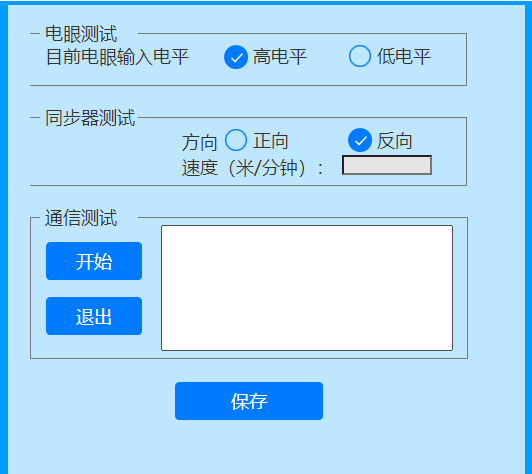 电眼测试
目前电眼输入电平 高电平 低电平
同步器测试
方向 正向 反向
速度（米/分钟）：
通信测试
开始
退出
保存